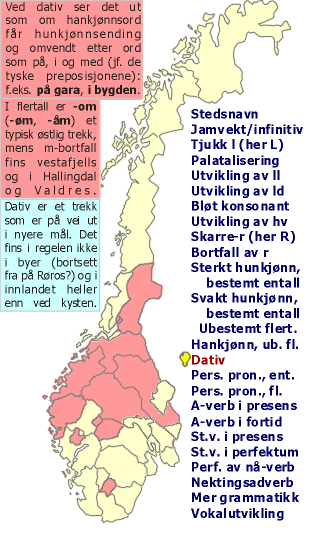 Ved dativ ser det ut
som om hankjønnsord
får hunkjønnsending
og omvendt etter ord
som på, i og med (jf. de
tyske preposisjonene):
f.eks. på gara, i bygden.
I flertall er -om
(-øm, -åm) et
typisk østlig trekk,
mens m-bortfall
fins vestafjells
og i Hallingdal
og Valdres.
Dativ er et trekk
som er på vei ut
i nyere mål. Det
fins i regelen ikke
i byer (bortsett
fra på Røros?) og i
innlandet heller
enn ved kysten.
Stedsnavn
Jamvekt/infinitiv
Tjukk l (her L)
Palatalisering
Utvikling av ll
Utvikling av ld
Bløt konsonant
Utvikling av hv
Skarre-r (her R)
Bortfall av r
Sterkt hunkjønn,
bestemt entall
Svakt hunkjønn,
bestemt entall
Ubestemt flert.
Hankjønn, ub. fl.
Dativ
Pers. pron., ent.
Pers. pron., fl.
A-verb i presens
A-verb i fortid
St.v. i presens
St.v. i perfektum
Perf. av nå-verb
Nektingsadverb
Mer grammatikk
Vokalutvikling